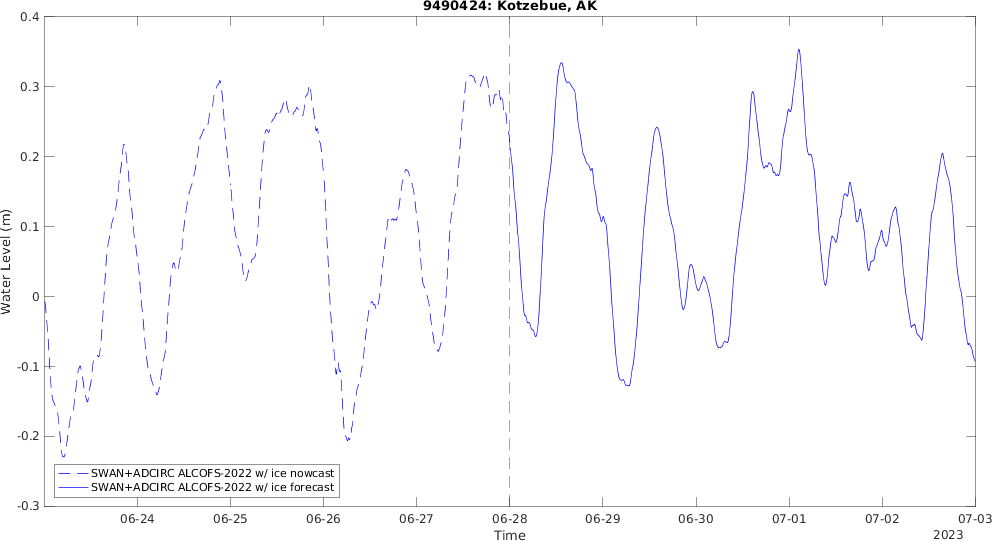 9490424: Kotzebue, AK
0.4
0.3
0.2
0.1
0
-0.1
-0.2
-0.3
Water Level (m)
SWAN+ADCIRC ALCOFS-2022 w/ ice nowcast
SWAN+ADCIRC ALCOFS-2022 w/ ice forecast
06-24 06-25 06-26 06-27 06-28 06-29 06-30 07-01 07-02 07-03
Time
2023